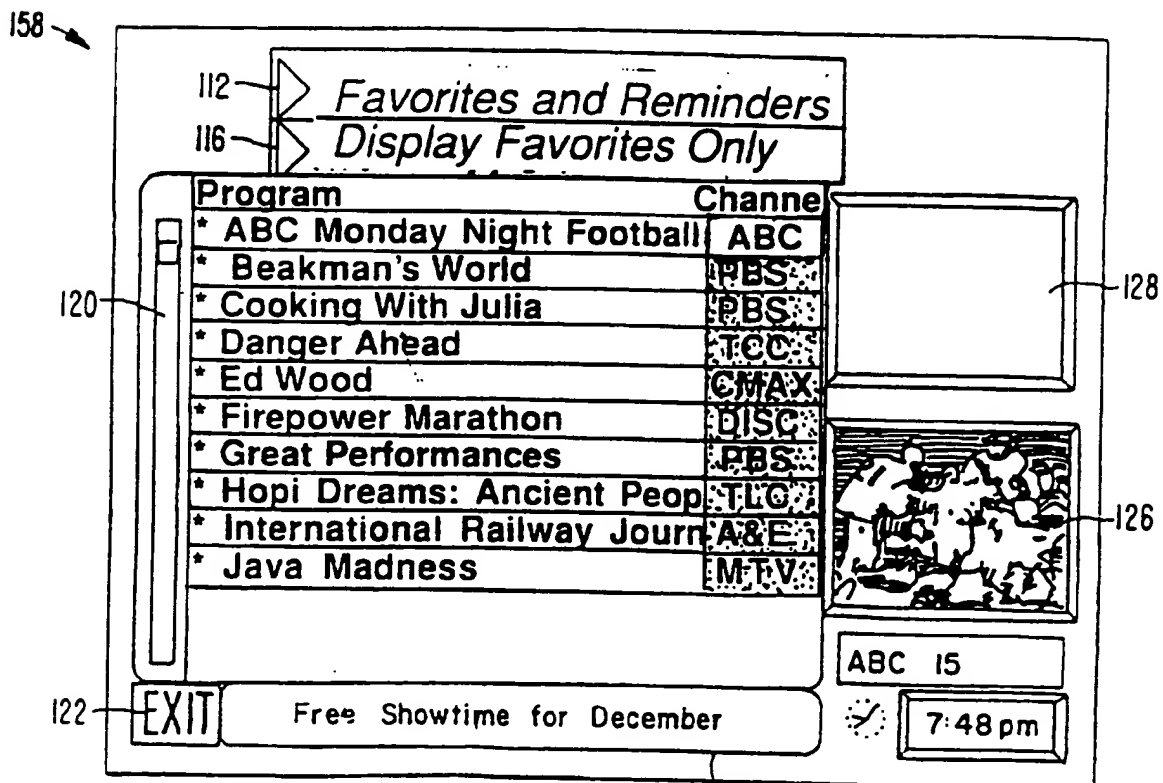 158
112
Favorites and Reminders
116
Display Favorites Only
Program Channe
* ABC Monday Night Football ABC
* Beakman's World PBS
* Cooking With Julia PBS
* Danger Ahead TCC
* Ed Wood CMAX
* Firepower Marathon DISC
* Great Performances PBS
* Hopi Dreams: Ancient Peop TLC
* International Railway Journ A&E
* Java Madness MTV
120
128
126
ABC 15
122
EXIT
Free Showtime for December
7:48 pm